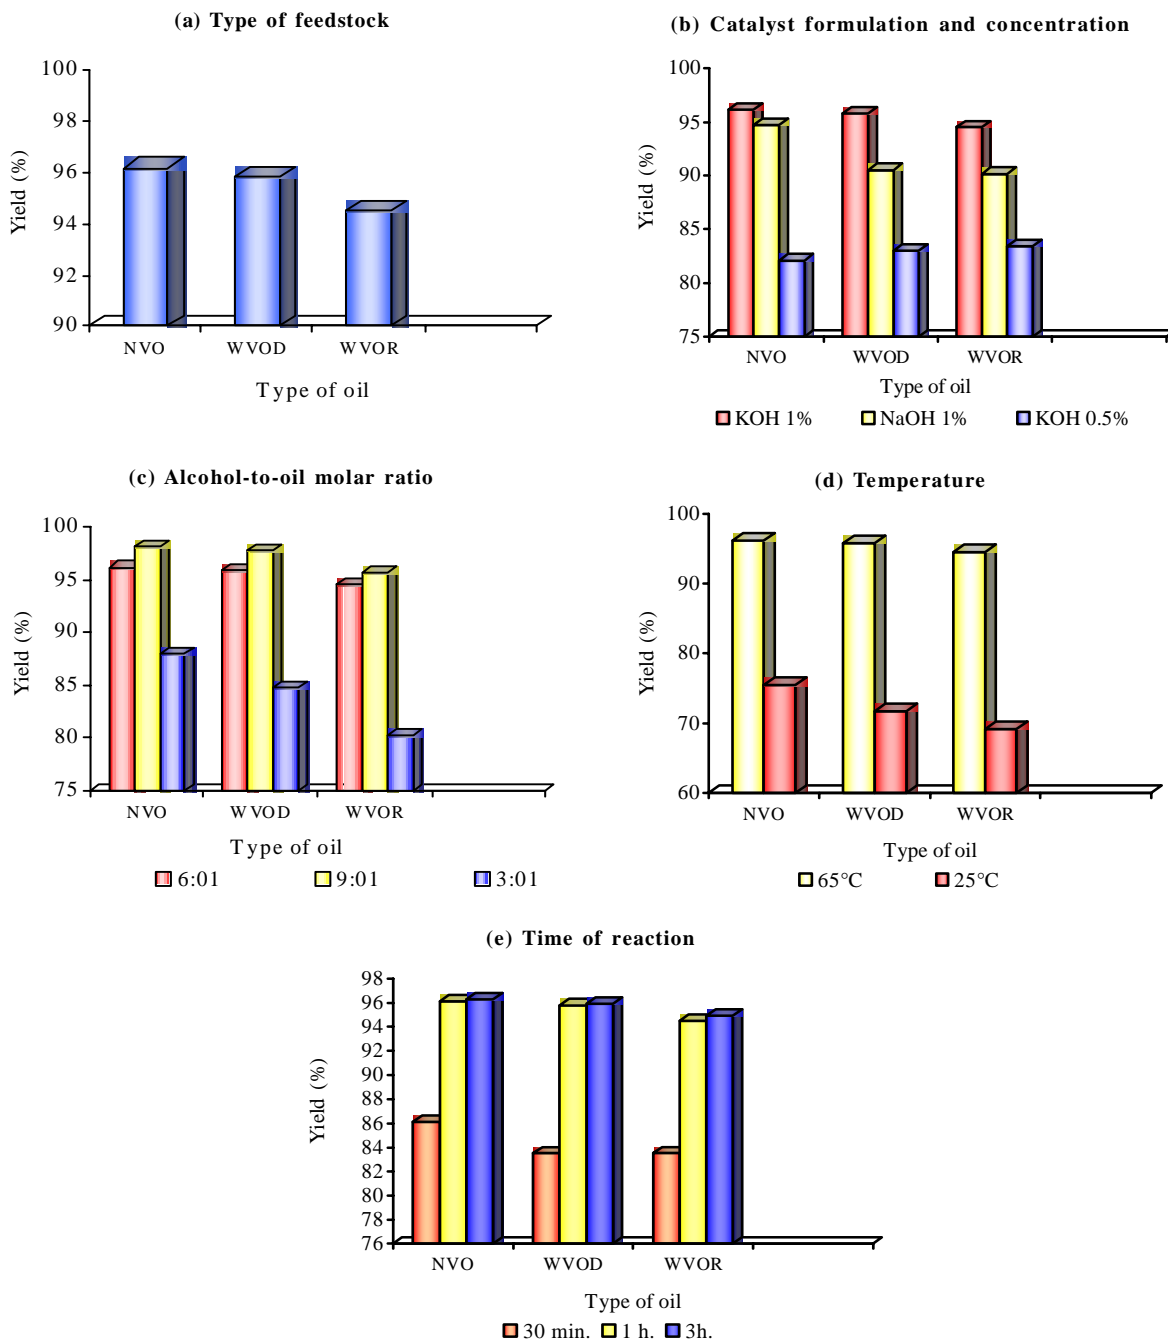 (a) Type of feedstock
100
98
96
94
92
90
Yield (%)
NVO WVOD WVOR
Type of oil
(b) Catalyst formulation and concentration
100
95
90
85
80
75
Yield (%)
NVO WVOD WVOR
Type of oil
KOH 1% NaOH 1% KOH 0.5%
(c) Alcohol-to-oil molar ratio
100
95
90
85
80
75
Yield (%)
NVO WVOD WVOR
Type of oil
6:01 9:01 3:01
(d) Temperature
100
90
80
70
60
Yield (%)
NVO WVOD WVOR
Type of oil
65°C 25°C
(e) Time of reaction
98
96
94
92
90
88
86
84
82
80
78
76
Yield (%)
NVO WVOD WVOR
Type of oil
30 min. 1 h. 3h.